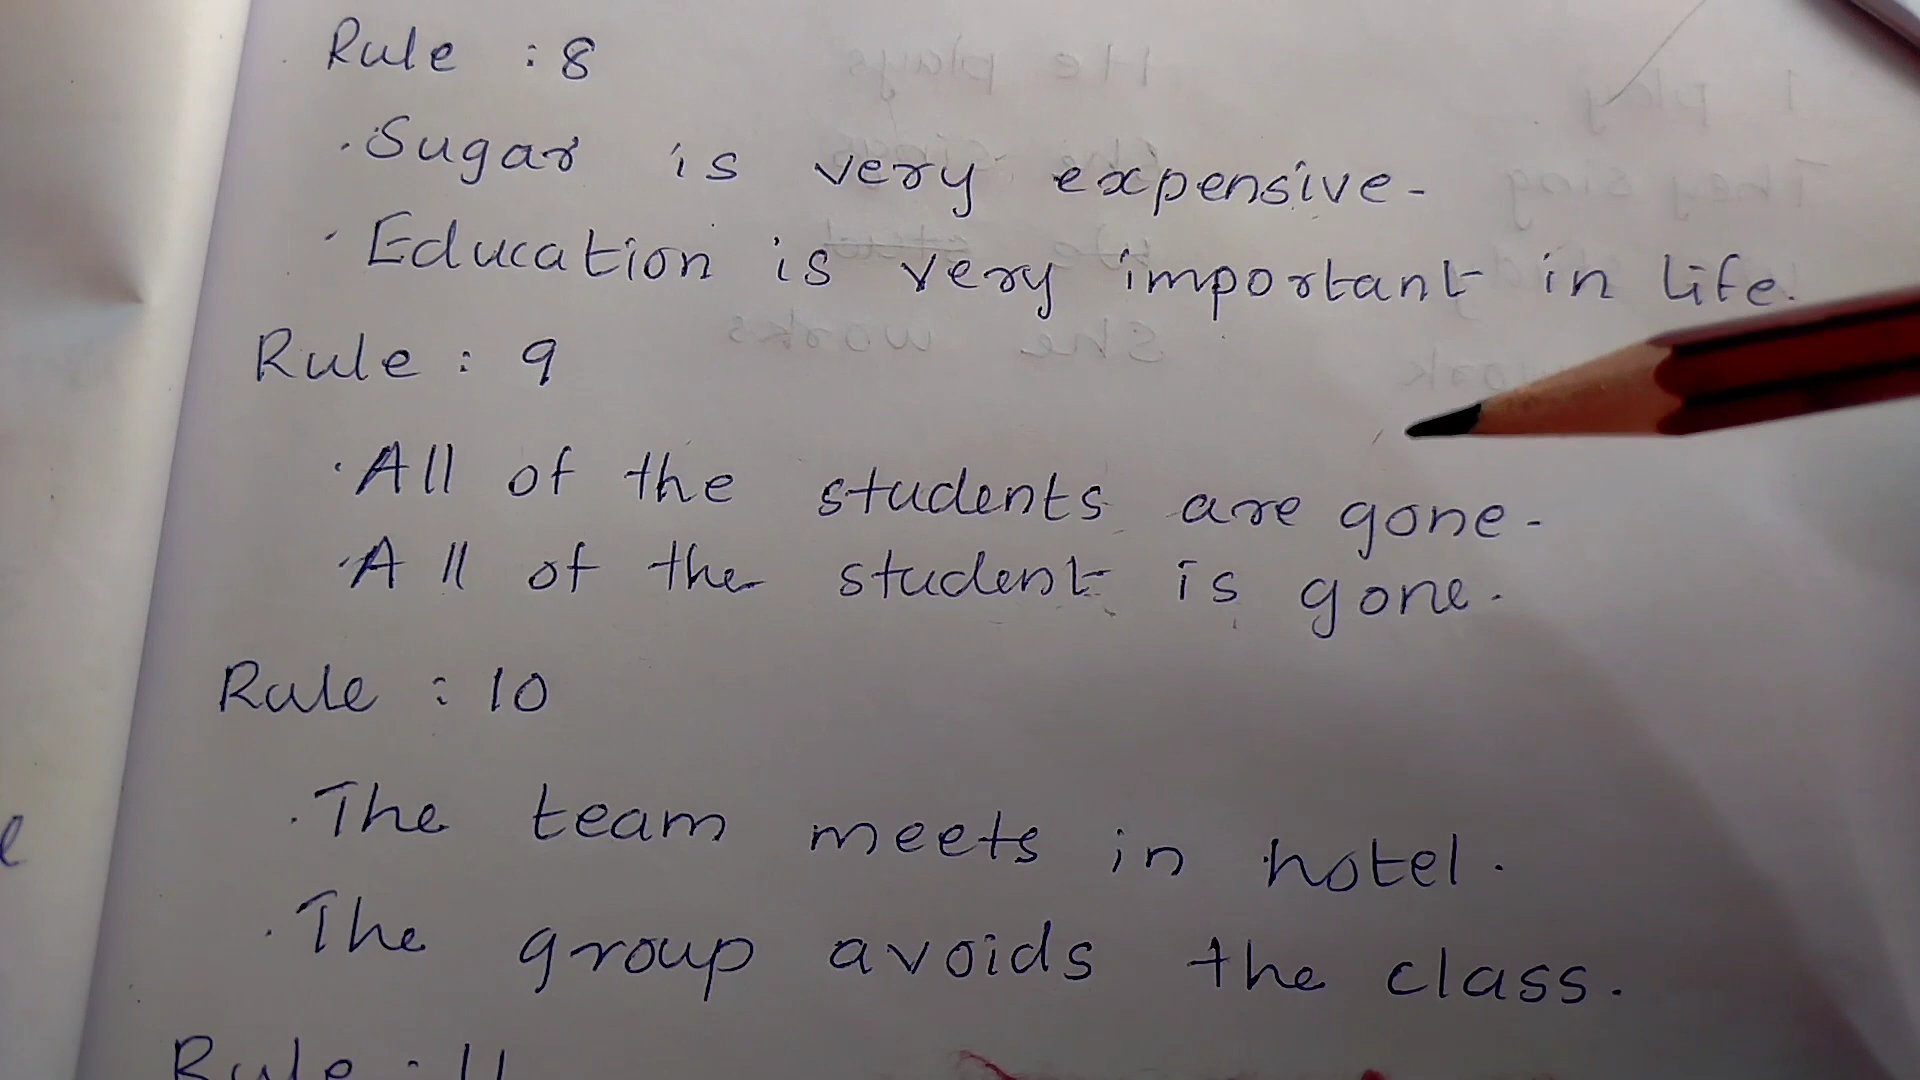 Rule : 8
. Sugar is very expensive.
. Education is very important in life.
Rule : 9
. All of the students are gone.
. All of the student is gone.
Rule : 10
. The team meets in hotel.
. The group avoids the class.
Rule : 11